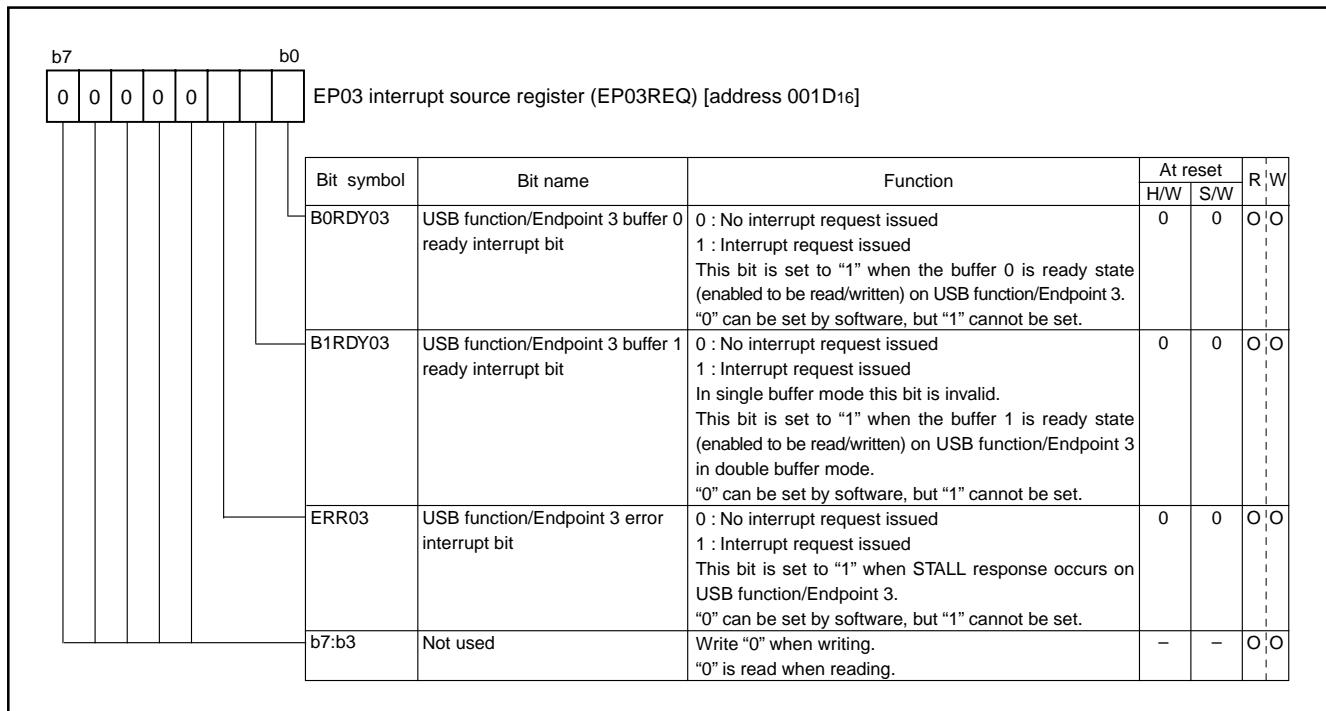 b7 b0
0 0 0 0 0
EP03 interrupt source register (EP03REQ) [address 001D16]
Bit symbol Bit name Function At reset R W
H/W S/W
B0RDY03 USB function/Endpoint 3 buffer 0 0 : No interrupt request issued 0 0 O O
ready interrupt bit 1 : Interrupt request issued
This bit is set to “1” when the buffer 0 is ready state
(enabled to be read/written) on USB function/Endpoint 3.
“0” can be set by software, but “1” cannot be set.
B1RDY03 USB function/Endpoint 3 buffer 1 0 : No interrupt request issued 0 0 O O
ready interrupt bit 1 : Interrupt request issued
In single buffer mode this bit is invalid.
This bit is set to “1” when the buffer 1 is ready state
(enabled to be read/written) on USB function/Endpoint 3
in double buffer mode.
“0” can be set by software, but “1” cannot be set.
ERR03 USB function/Endpoint 3 error 0 : No interrupt request issued 0 0 O O
interrupt bit 1 : Interrupt request issued
This bit is set to “1” when STALL response occurs on
USB function/Endpoint 3.
“0” can be set by software, but “1” cannot be set.
b7:b3 Not used Write “0” when writing. – – O O
“0” is read when reading.